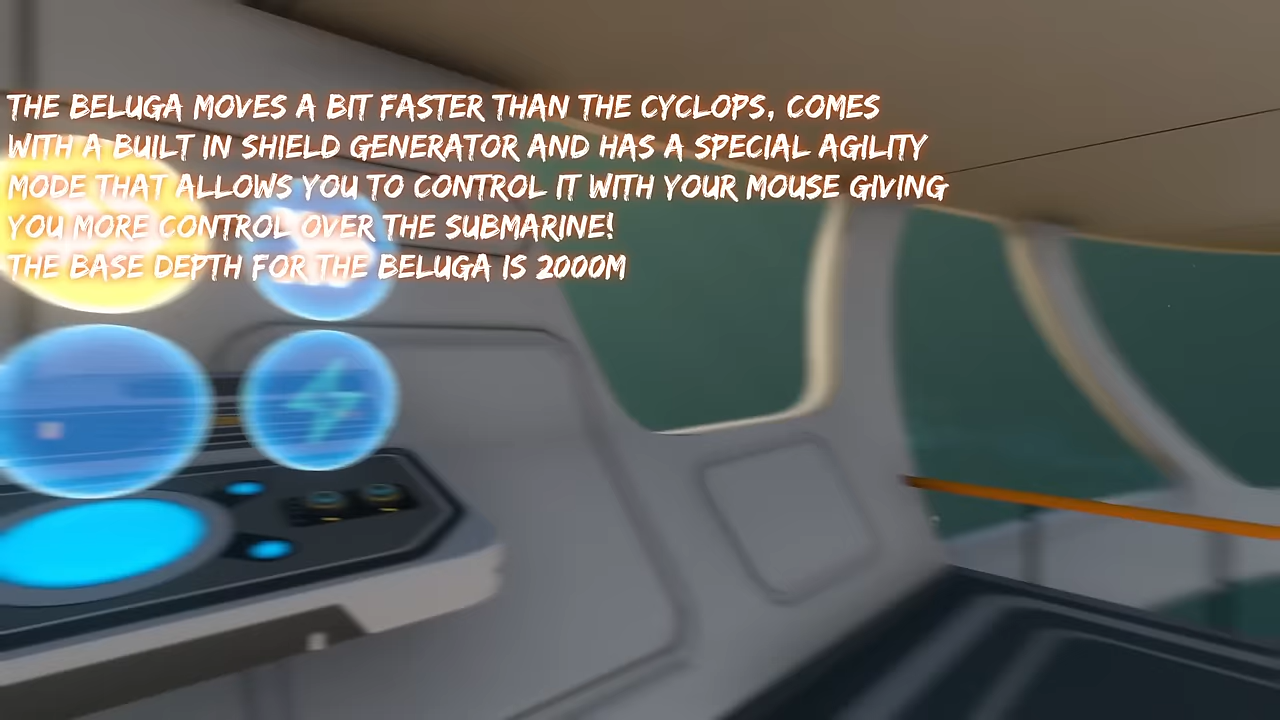 THE BELUGA MOVES A BIT FASTER THAN THE CYCLOPS, COMES
WITH A BUILT IN SHIELD GENERATOR AND HAS A SPECIAL AGILITY
MODE THAT ALLOWS YOU TO CONTROL IT WITH YOUR MOUSE GIVING
YOU MORE CONTROL OVER THE SUBMARINE!
THE BASE DEPTH FOR THE BELUGA IS 2000M